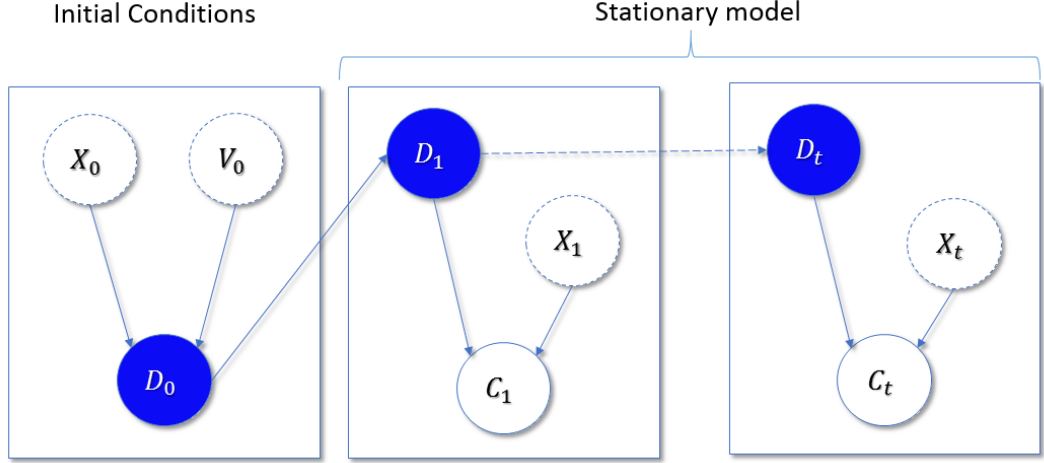 Initial Conditions
Stationary model
X₀
V₀
D₀
D₁
X₁
C₁
Dₜ
Xₜ
Cₜ